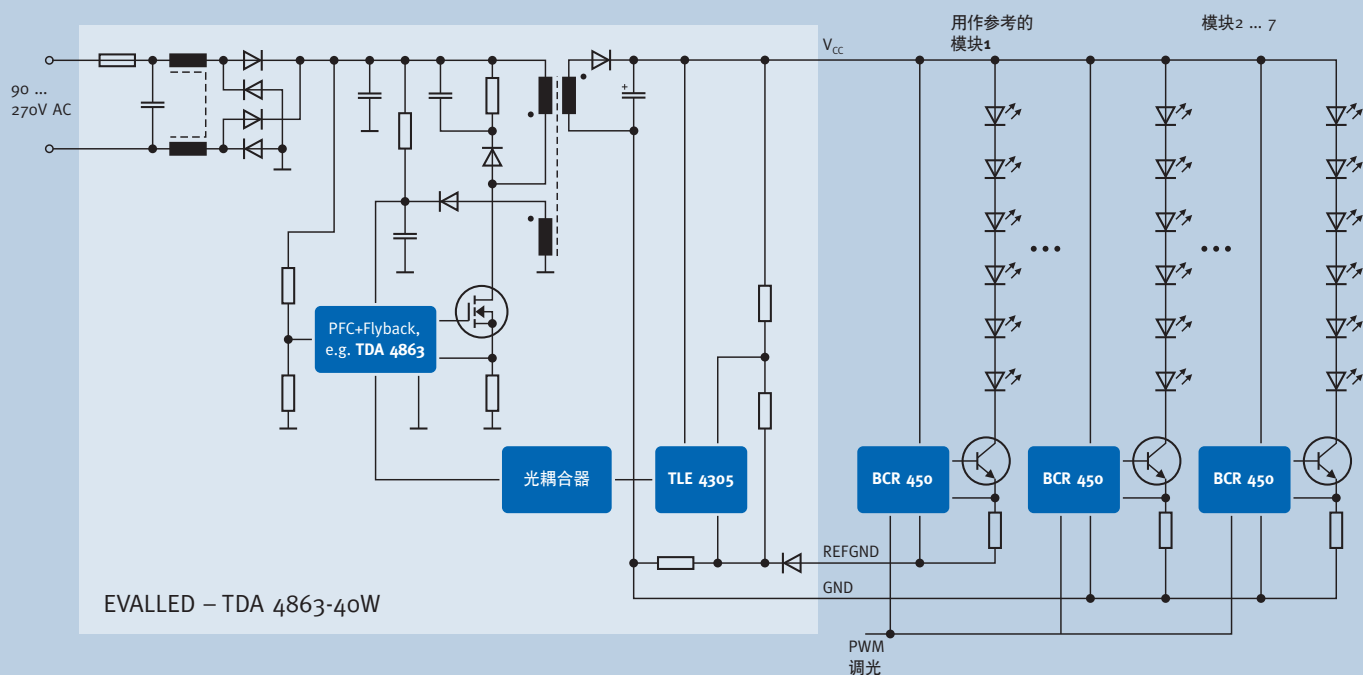 用作参考的
模块1
模块2 ... 7
V_CC
90 ...
270V AC
PFC+Flyback,
e.g. TDA 4863
光耦合器
TLE 4305
BCR 450
BCR 450
BCR 450
REFGND
GND
EVALLED – TDA 4863-40W
PWM
调光